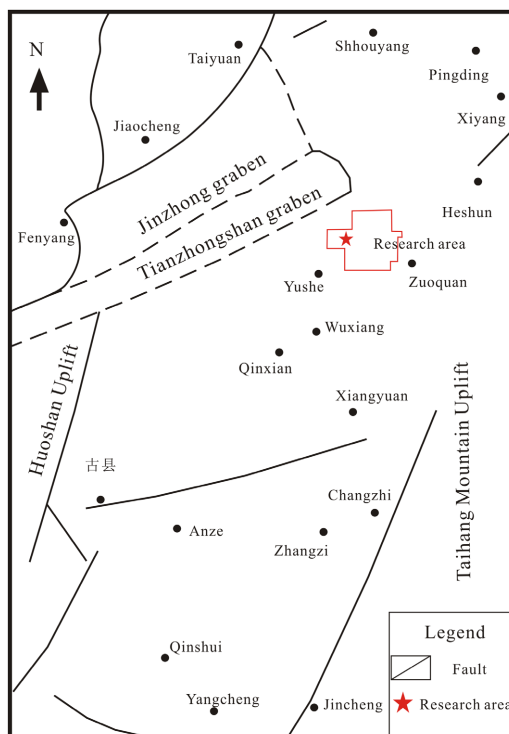 Shhouyang
Taiyuan
N
Pingding
Xiyang
Jiaocheng
Jinzhong graben
Heshun
Tianzhongshan graben
Fenyang
Research area
Zuoquan
Yushe
Wuxiang
Qinxian
Huoshan Uplift
Xiangyuan
Taihang Mountain Uplift
古县
Changzhi
Anze
Zhangzi
Legend
Qinshui
Fault
Yangcheng
Jincheng
Research area